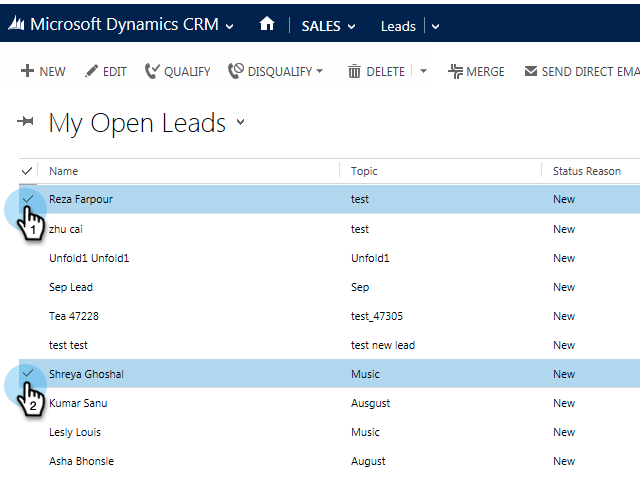 Microsoft Dynamics CRM SALES Leads
NEW EDIT QUALIFY DISQUALIFY DELETE MERGE SEND DIRECT EMA
My Open Leads
Name Topic Status Reason
Reza Farpour test New
1
zhu cai test New
Unfold1 Unfold1 Unfold1 New
Sep Lead Sep New
Tea 47228 test_47305 New
test test test new lead New
Shreya Ghoshal Music New
2
Kumar Sanu Ausgust New
Lesly Louis Music New
Asha Bhonsle August New